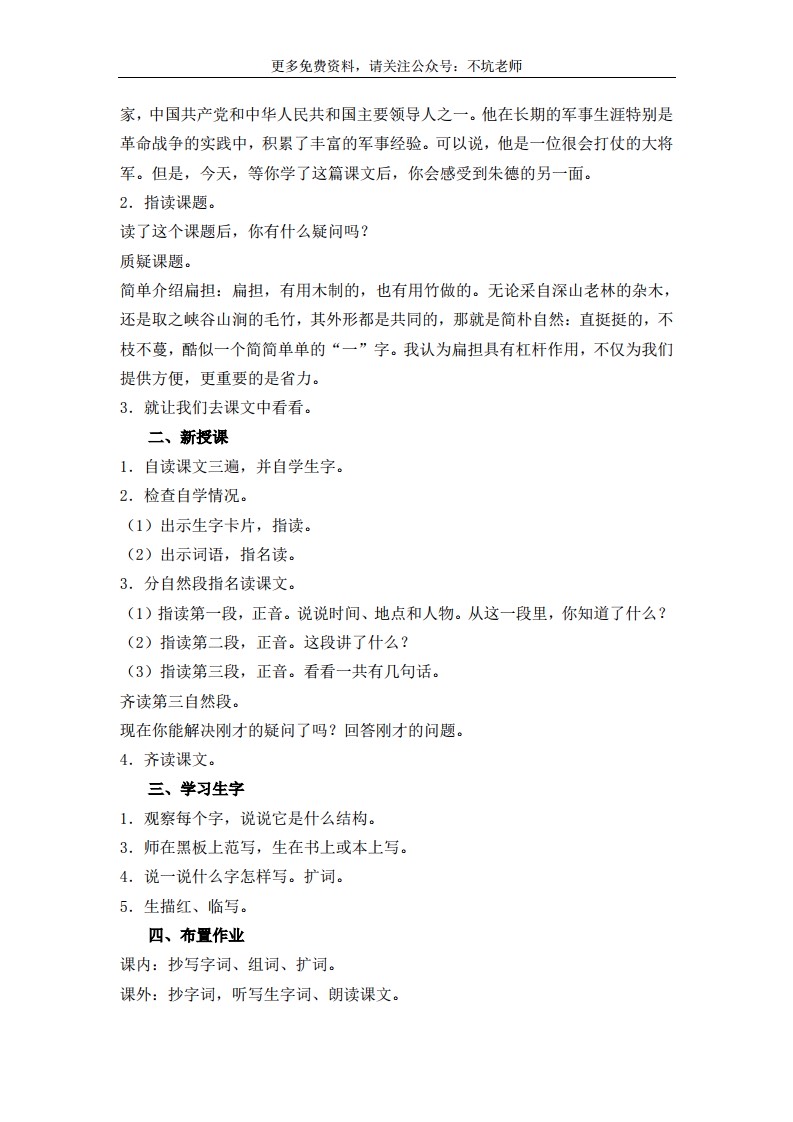 更多免费资料，请关注公众号：不坑老师
家，中国共产党和中华人民共和国主要领导人之一。他在长期的军事生涯特别是
革命战争的实践中，积累了丰富的军事经验。可以说，他是一位很会打仗的大将
军。但是，今天，等你学了这篇课文后，你会感受到朱德的另一面。
2．指读课题。
读了这个课题后，你有什么疑问吗？
质疑课题。
简单介绍扁担：扁担，有用木制的，也有用竹做的。无论采自深山老林的杂木，
还是取之峡谷山涧的毛竹，其外形都是共同的，那就是简朴自然：直挺挺的，不
枝不蔓，酷似一个简简单单的“一”字。我认为扁担具有杠杆作用，不仅为我们
提供方便，更重要的是省力。
3．就让我们去课文中看看。
二、新授课
1．自读课文三遍，并自学生字。
2．检查自学情况。
（1）出示生字卡片，指读。
（2）出示词语，指名读。
3．分自然段指名读课文。
（1）指读第一段，正音。说说时间、地点和人物。从这一段里，你知道了什么？
（2）指读第二段，正音。这段讲了什么？
（3）指读第三段，正音。看看一共有几句话。
齐读第三自然段。
现在你能解决刚才的疑问了吗？回答刚才的问题。
4．齐读课文。
三、学习生字
1．观察每个字，说说它是什么结构。
3．师在黑板上范写，生在书上或本上写。
4．说一说什么字怎样写。扩词。
5．生描红、临写。
四、布置作业
课内：抄写字词、组词、扩词。
课外：抄字词，听写生字词、朗读课文。